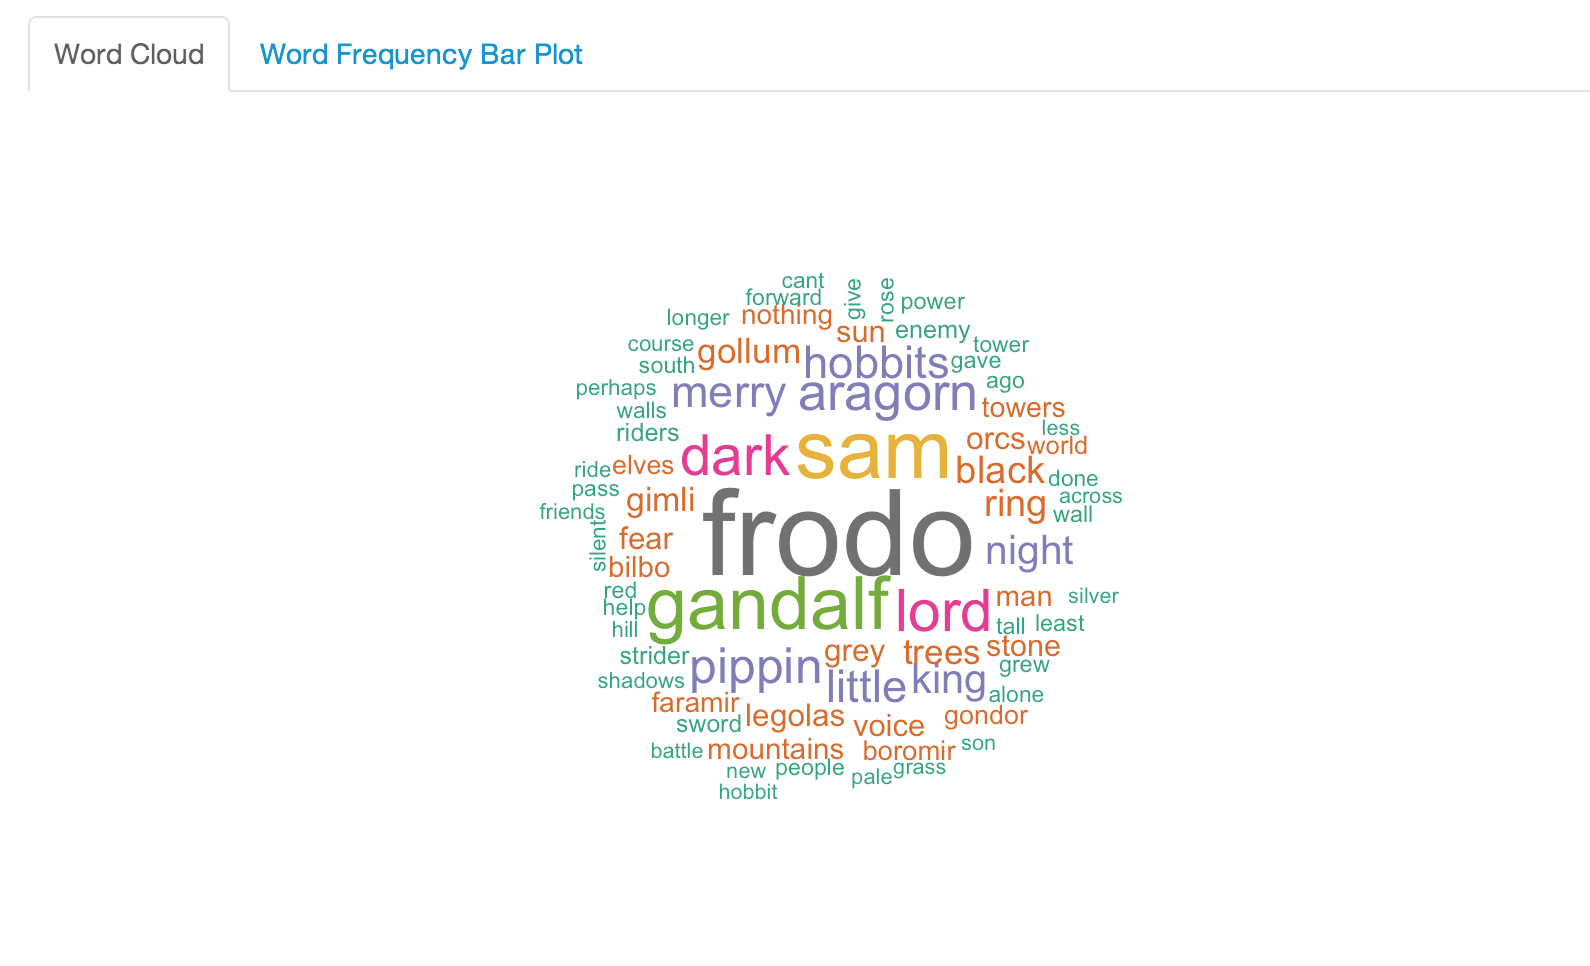 Word Cloud Word Frequency Bar Plot
cant
forward give rose power
longer nothing sun enemy
course gollum hobbits tower
south gave
perhaps merry aragorn ago
walls towers
riders dark sam orcs less
world
ride elves black done
pass gimli ring across
friends frodo wall
silent fear night
bilbo
red gandalf lord man silver
help
hill tall least
strider pippin grey trees stone
shadows little king grew
faramir alone
sword legolas voice gondor
battle mountains boromir son
new people pale grass
hobbit